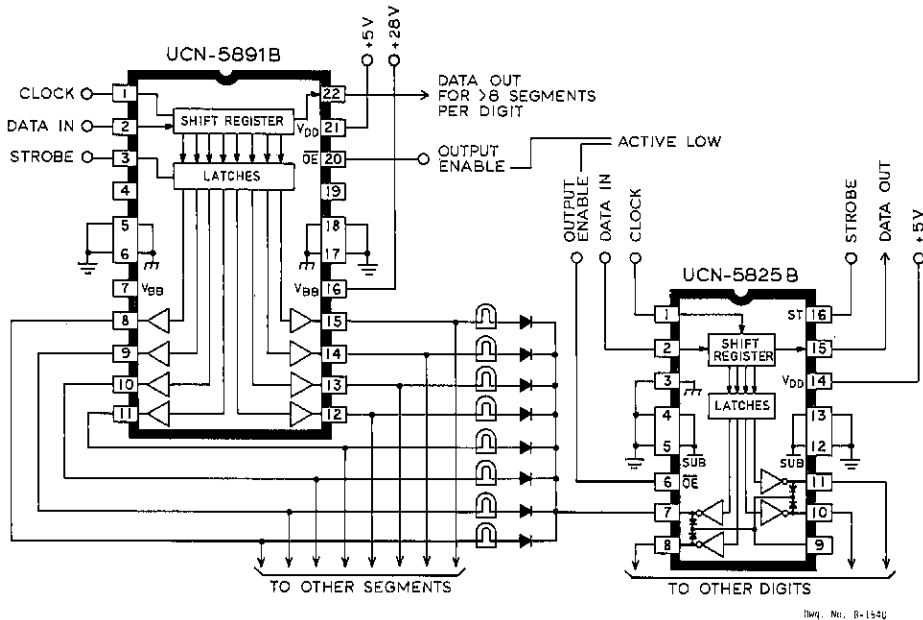 UCN-5891B
+5V
+28V
CLOCK
DATA IN
STROBE
1
2
3
4
5
6
7
8
9
10
11
22
21
20
19
18
17
16
15
14
13
12
SHIFT REGISTER
LATCHES
VDD
OE
VBB
VBB
DATA OUT
FOR >8 SEGMENTS
PER DIGIT
OUTPUT
ENABLE
ACTIVE LOW
OUTPUT
ENABLE
DATA IN
CLOCK
STROBE
DATA OUT
+5V
UCN-5825B
1
2
3
4
5
6
7
8
16
15
14
13
12
11
10
9
ST
SHIFT
REGISTER
VDD
LATCHES
SUB
SUB
OE
TO OTHER SEGMENTS
TO OTHER DIGITS
Dwg. No.